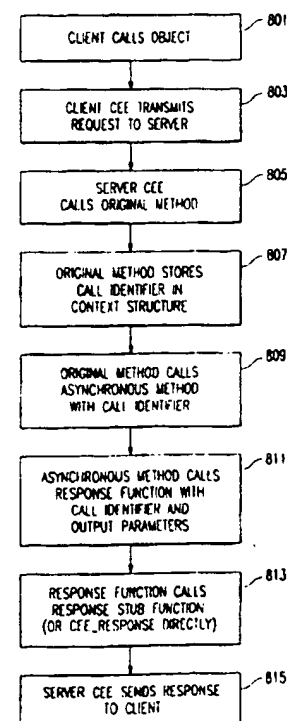 CLIENT CALLS OBJECT
801
CLIENT CEE TRANSMITS
REQUEST TO SERVER
803
SERVER CEE
CALLS ORIGINAL METHOD
805
ORIGINAL METHOD STORES
CALL IDENTIFIER IN
CONTEXT STRUCTURE
807
ORIGINAL METHOD CALLS
ASYNCHRONOUS METHOD
WITH CALL IDENTIFIER
809
ASYNCHRONOUS METHOD CALLS
RESPONSE FUNCTION WITH
CALL IDENTIFIER AND
OUTPUT PARAMETERS
811
RESPONSE FUNCTION CALLS
RESPONSE STUB FUNCTION
(OR CEE_RESPONSE DIRECTLY)
813
SERVER CEE SENDS RESPONSE
TO CLIENT
815